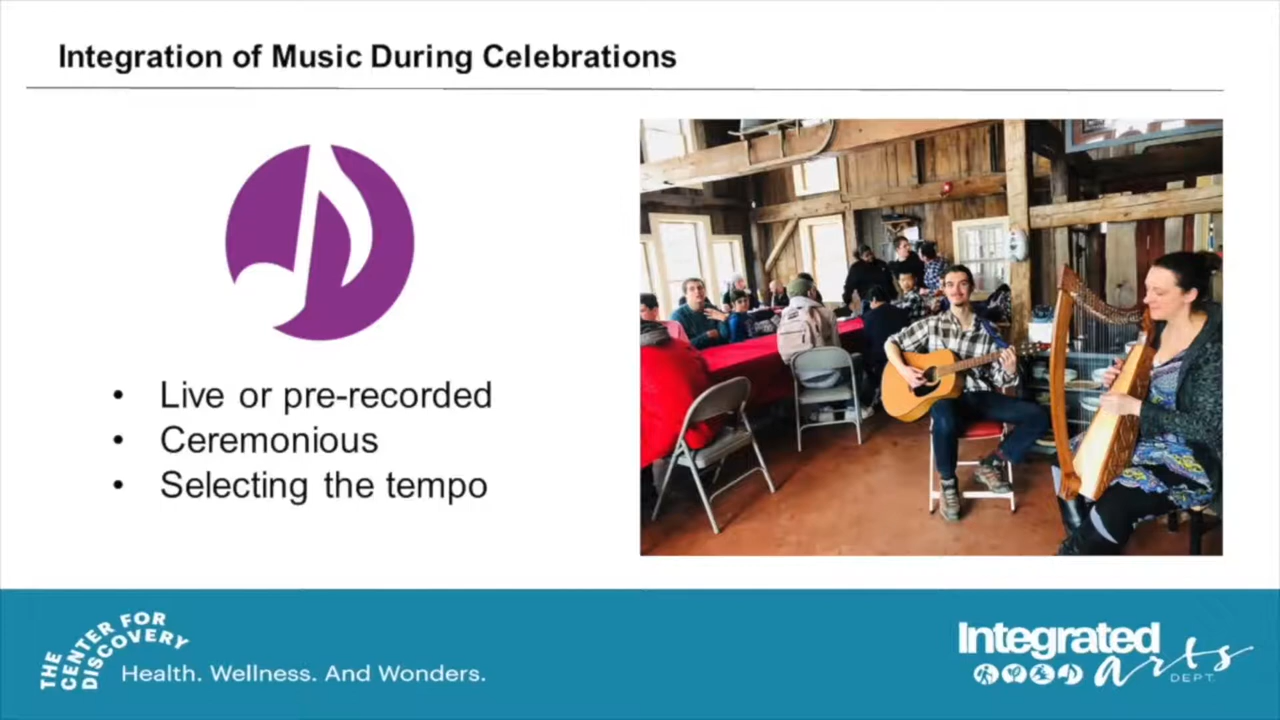 Integration of Music During Celebrations
• Live or pre-recorded
• Ceremonious
• Selecting the tempo
THE
CENTER FOR
DISCOVERY
Health. Wellness. And Wonders.
Integrated
arts
DEPT.